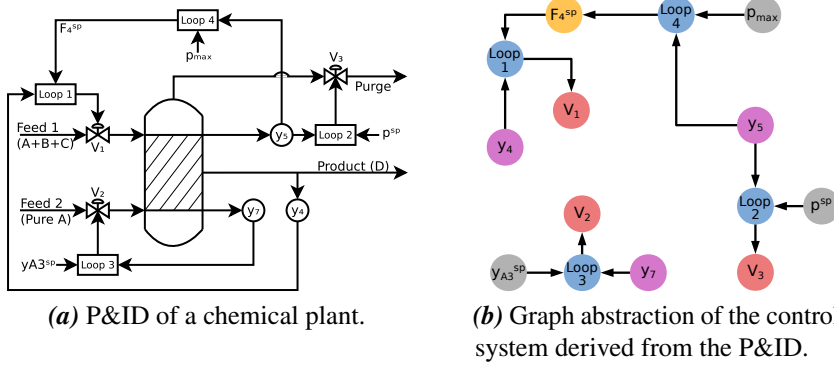 Loop 4
F₄ˢᵖ
pₘₐₓ
V₃
Purge
Loop 1
Feed 1
(A+B+C)
V₁
y₅
Loop 2
pˢᵖ
Product (D)
Feed 2
(Pure A)
V₂
y₇
y₄
yA3ˢᵖ
Loop 3
(a) P&ID of a chemical plant.
F₄ˢᵖ
Loop
4
pₘₐₓ
Loop
1
V₁
y₄
y₅
V₂
Loop
2
pˢᵖ
y_A3ˢᵖ
Loop
3
y₇
V₃
(b) Graph abstraction of the control
system derived from the P&ID.